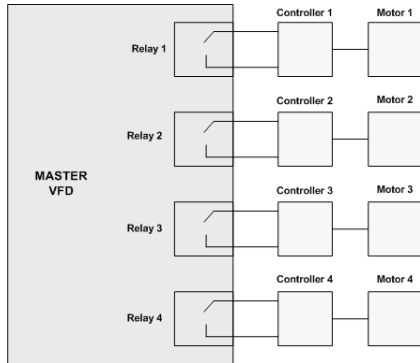 Controller 1 Motor 1
Relay 1
Controller 2 Motor 2
Relay 2
MASTER
VFD
Controller 3 Motor 3
Relay 3
Controller 4 Motor 4
Relay 4